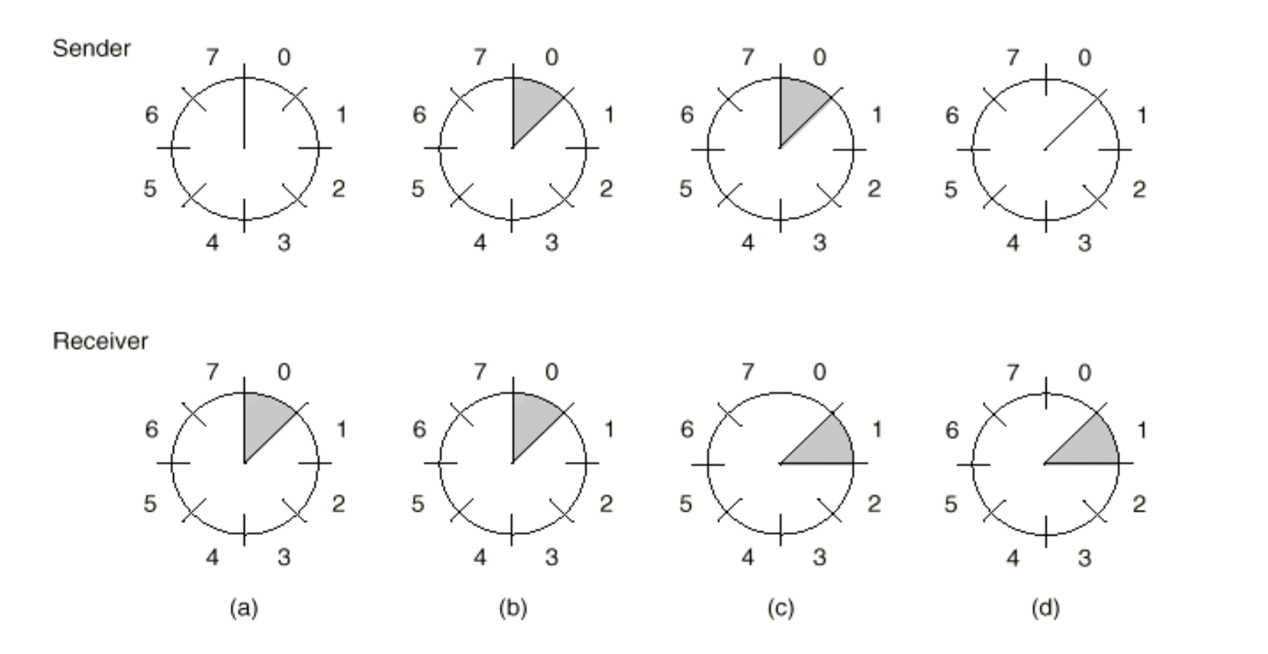 Sender
7 0 7 0 7 0 7 0
6 1 6 1 6 1 6 1
5 2 5 2 5 2 5 2
4 3 4 3 4 3 4 3
Receiver
7 0 7 0 7 0 7 0
6 1 6 1 6 1 6 1
5 2 5 2 5 2 5 2
4 3 4 3 4 3 4 3
(a) (b) (c) (d)